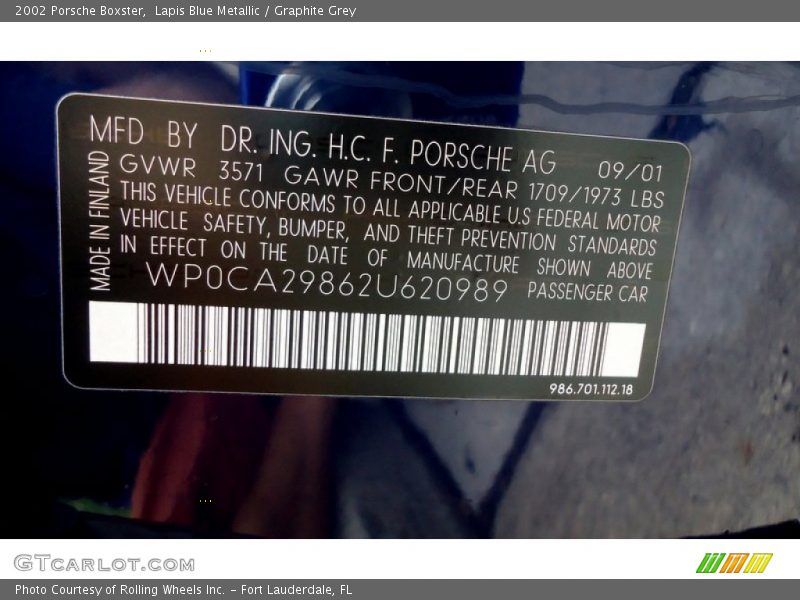 2002 Porsche Boxster,  Lapis Blue Metallic / Graphite Grey
MFD BY DR. ING. H.C. F. PORSCHE AG 09/01
GVWR 3571 GAWR FRONT/REAR 1709/1973 LBS
THIS VEHICLE CONFORMS TO ALL APPLICABLE U.S FEDERAL MOTOR
VEHICLE SAFETY, BUMPER, AND THEFT PREVENTION STANDARDS
IN EFFECT ON THE DATE OF MANUFACTURE SHOWN ABOVE
WP0CA29862U620989 PASSENGER CAR
MADE IN FINLAND
986.701.112.18
GTCARLOT.COM
Photo Courtesy of Rolling Wheels Inc. – Fort Lauderdale, FL